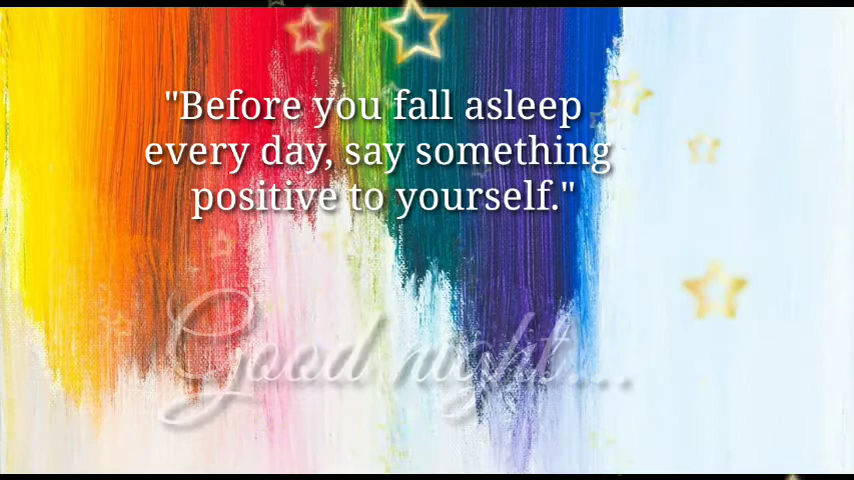 "Before you fall asleep
every day, say something
positive to yourself."
Good night...